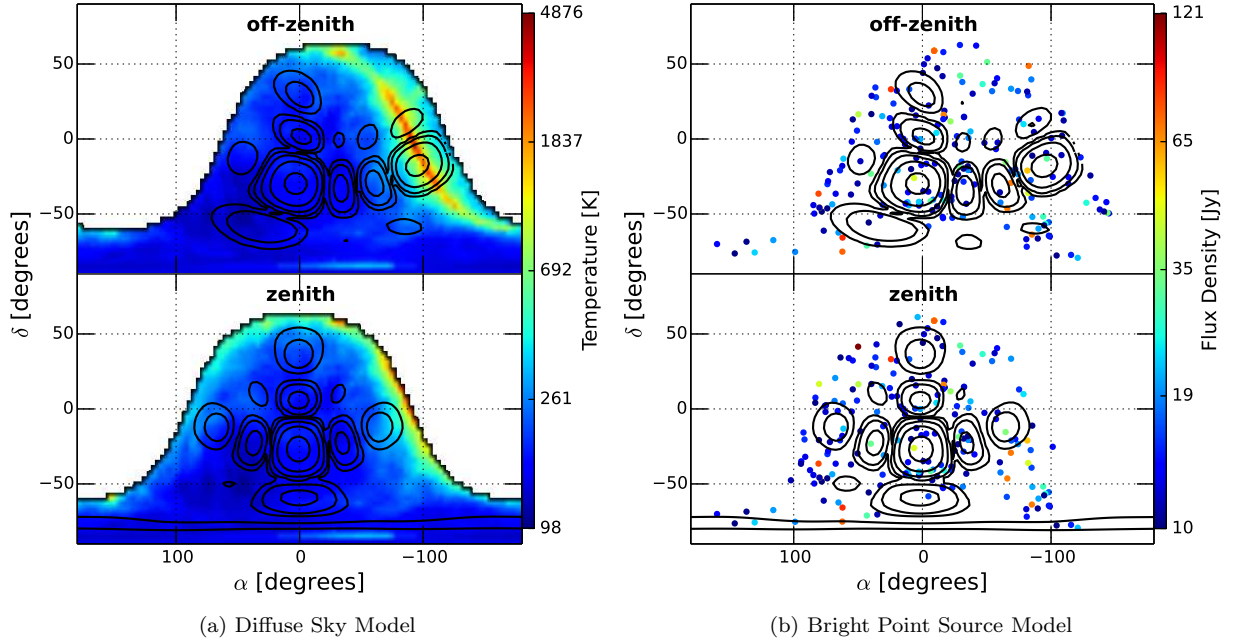 off-zenith
50
0
−50
δ [degrees]
zenith
50
0
−50
δ [degrees]
100
0
−100
α [degrees]
4876
1837
692
261
98
Temperature [K]
(a) Diffuse Sky Model
off-zenith
50
0
−50
δ [degrees]
zenith
50
0
−50
δ [degrees]
100
0
−100
α [degrees]
121
65
35
19
10
Flux Density [Jy]
(b) Bright Point Source Model